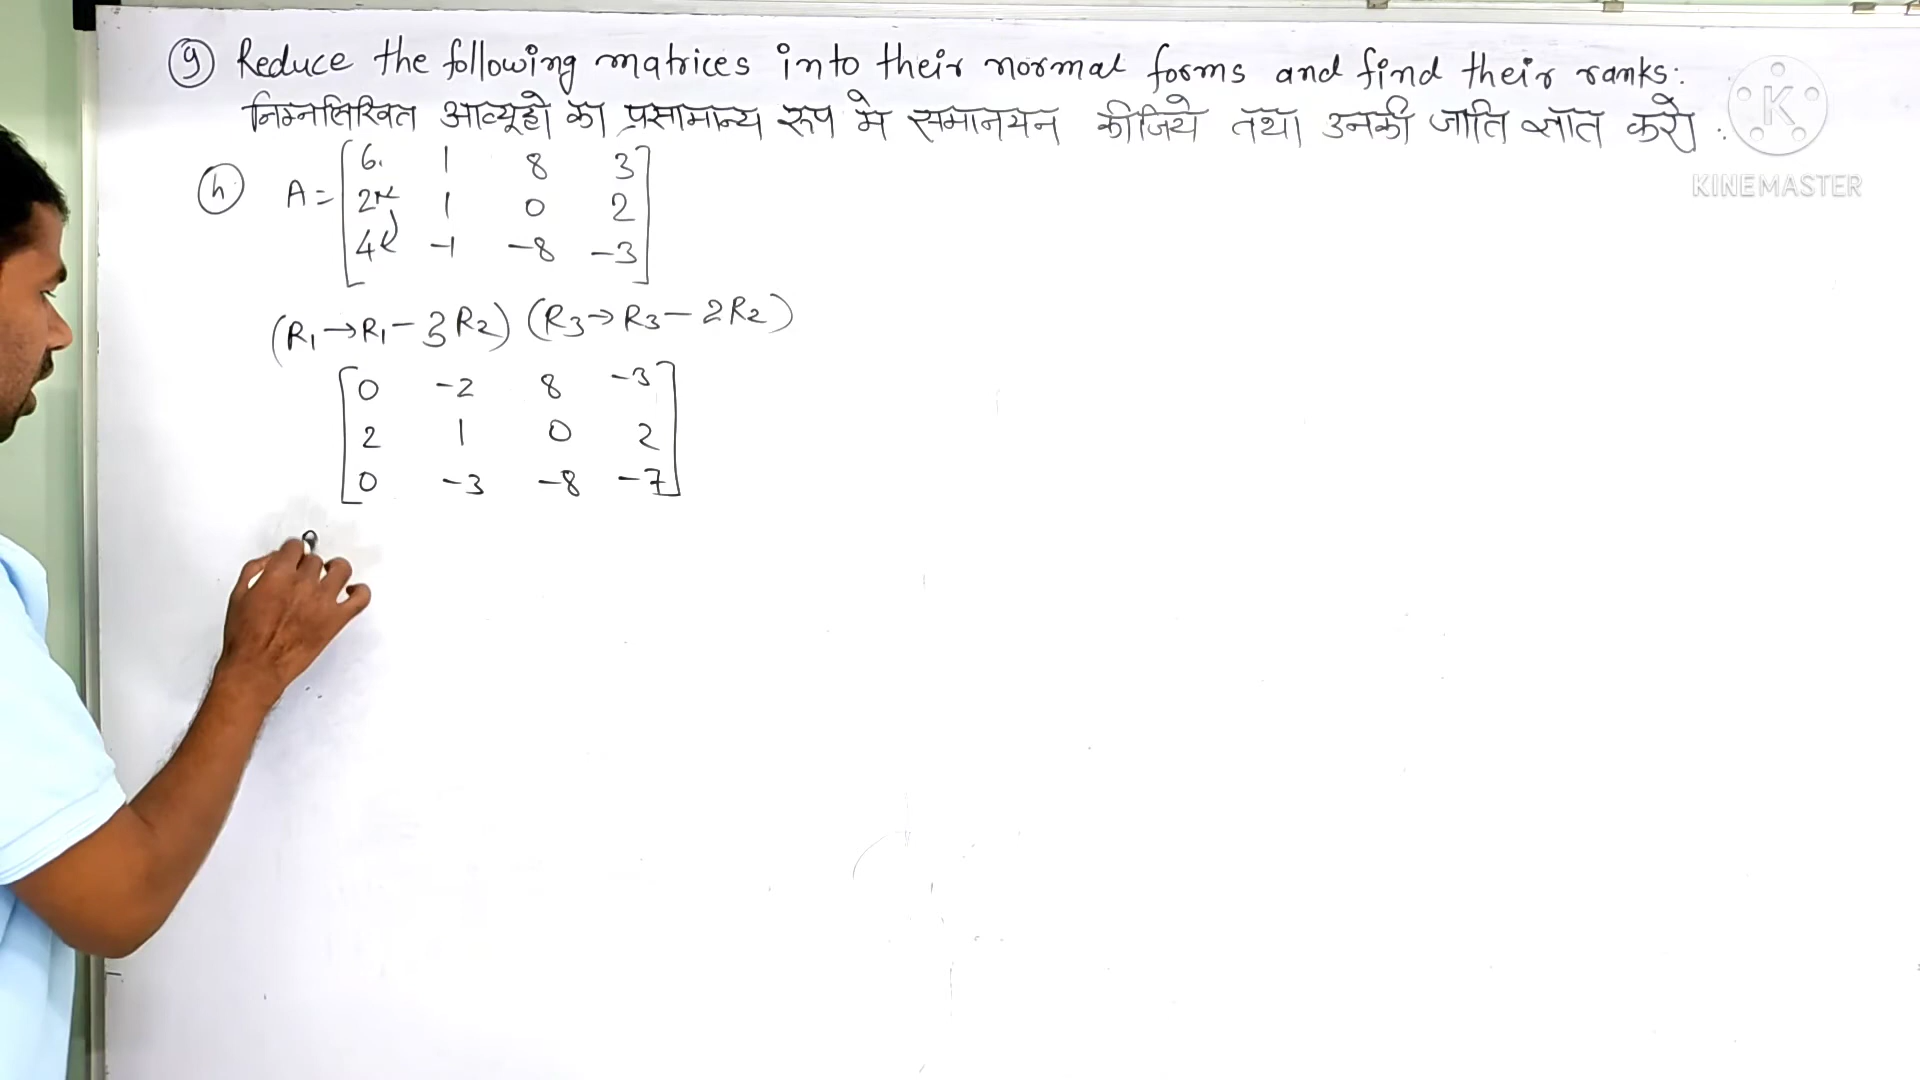 9 Reduce the following matrices into their normal forms and find their ranks:
निम्नलिखित आव्यूहो का प्रसामान्य रूप मे समानयन कीजिये तथा उनकी जाति ज्ञात करो :
K
KINEMASTER
h A = [ 6. 1 8 3
2 1 0 2
4 -1 -8 -3 ]
(R1→R1-3R2) (R3→R3-2R2)
[ 0 -2 8 -3
2 1 0 2
0 -3 -8 -7 ]